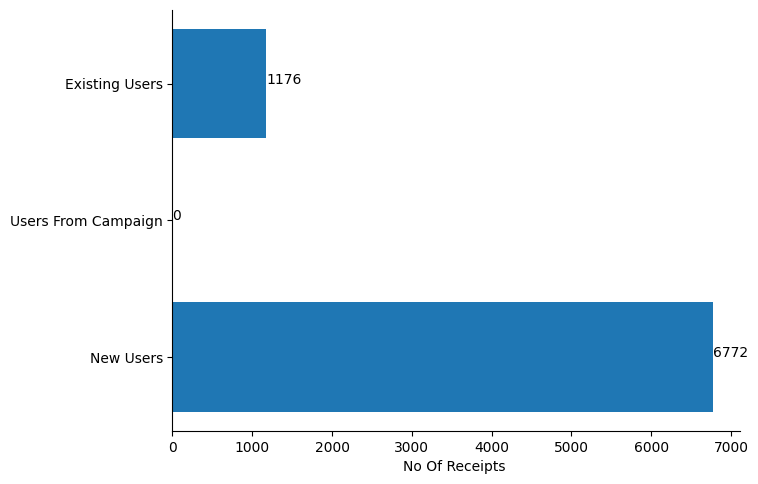 Existing Users
1176
Users From Campaign
0
New Users
6772
0 1000 2000 3000 4000 5000 6000 7000
No Of Receipts